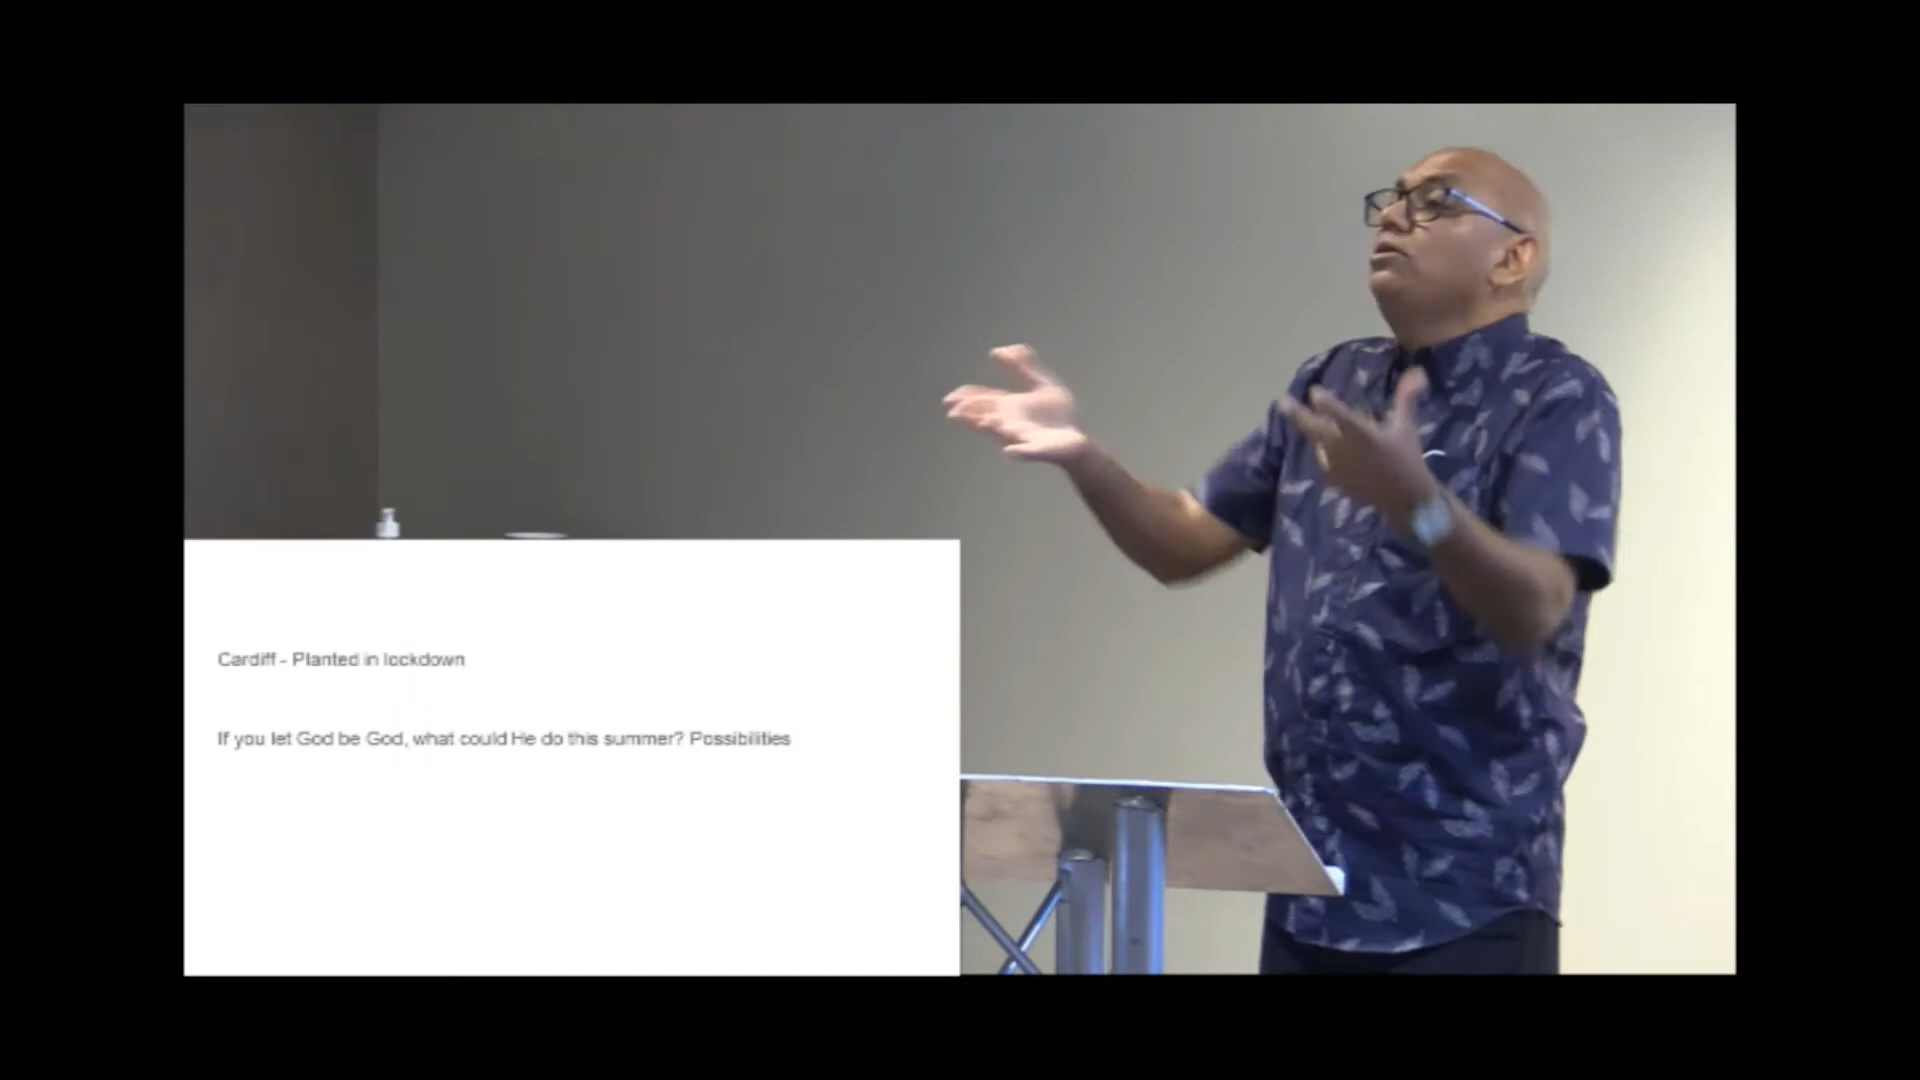 Cardiff - Planted in lockdown
If you let God be God, what could He do this summer? Possibilities